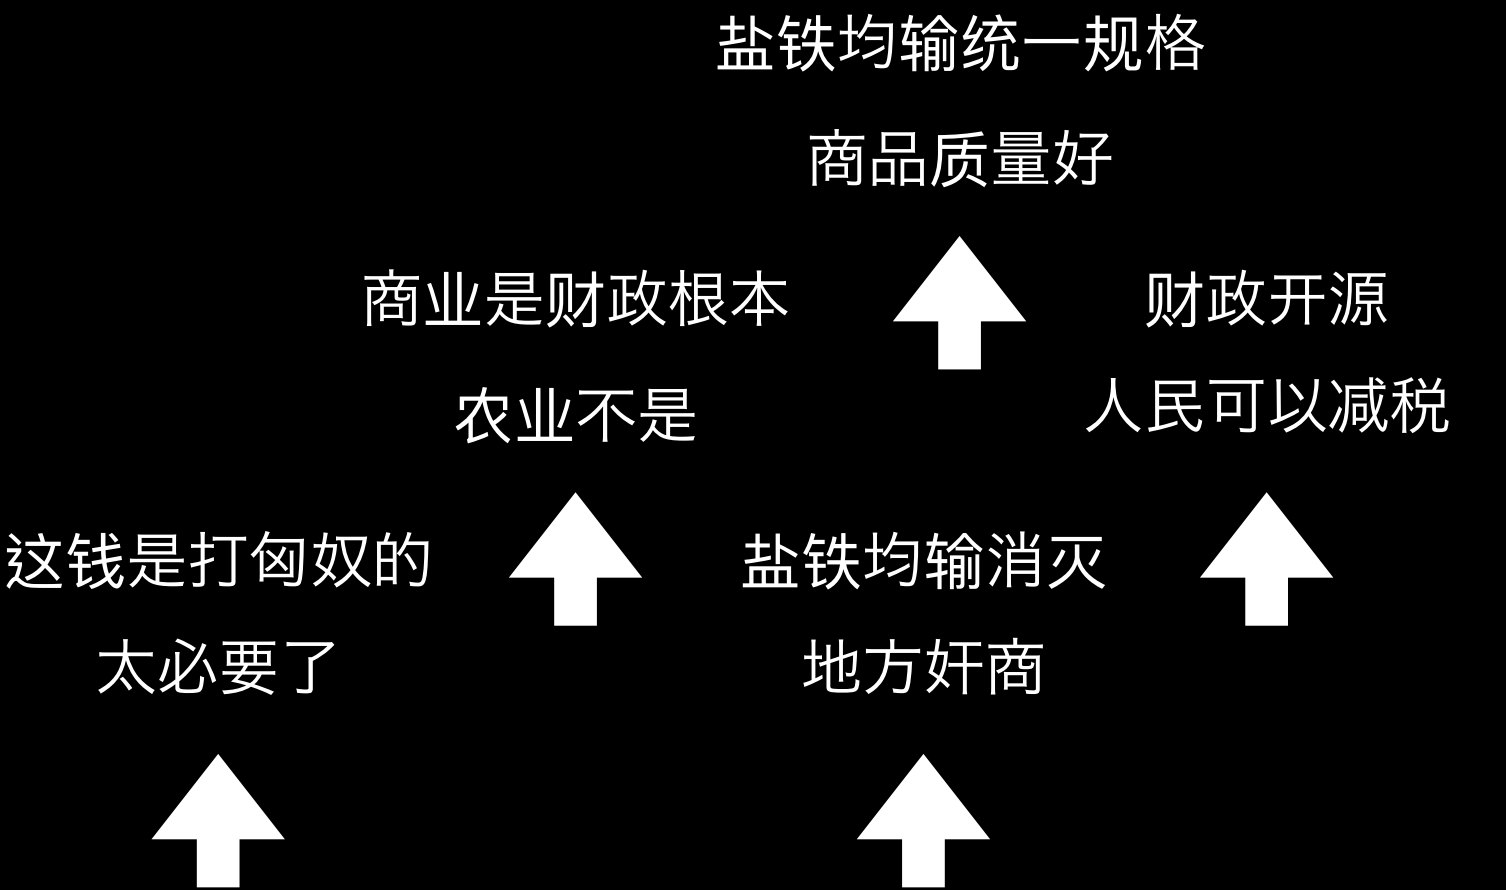 盐铁均输统一规格
商品质量好
商业是财政根本
农业不是
财政开源
人民可以减税
这钱是打匈奴的
太必要了
盐铁均输消灭
地方奸商